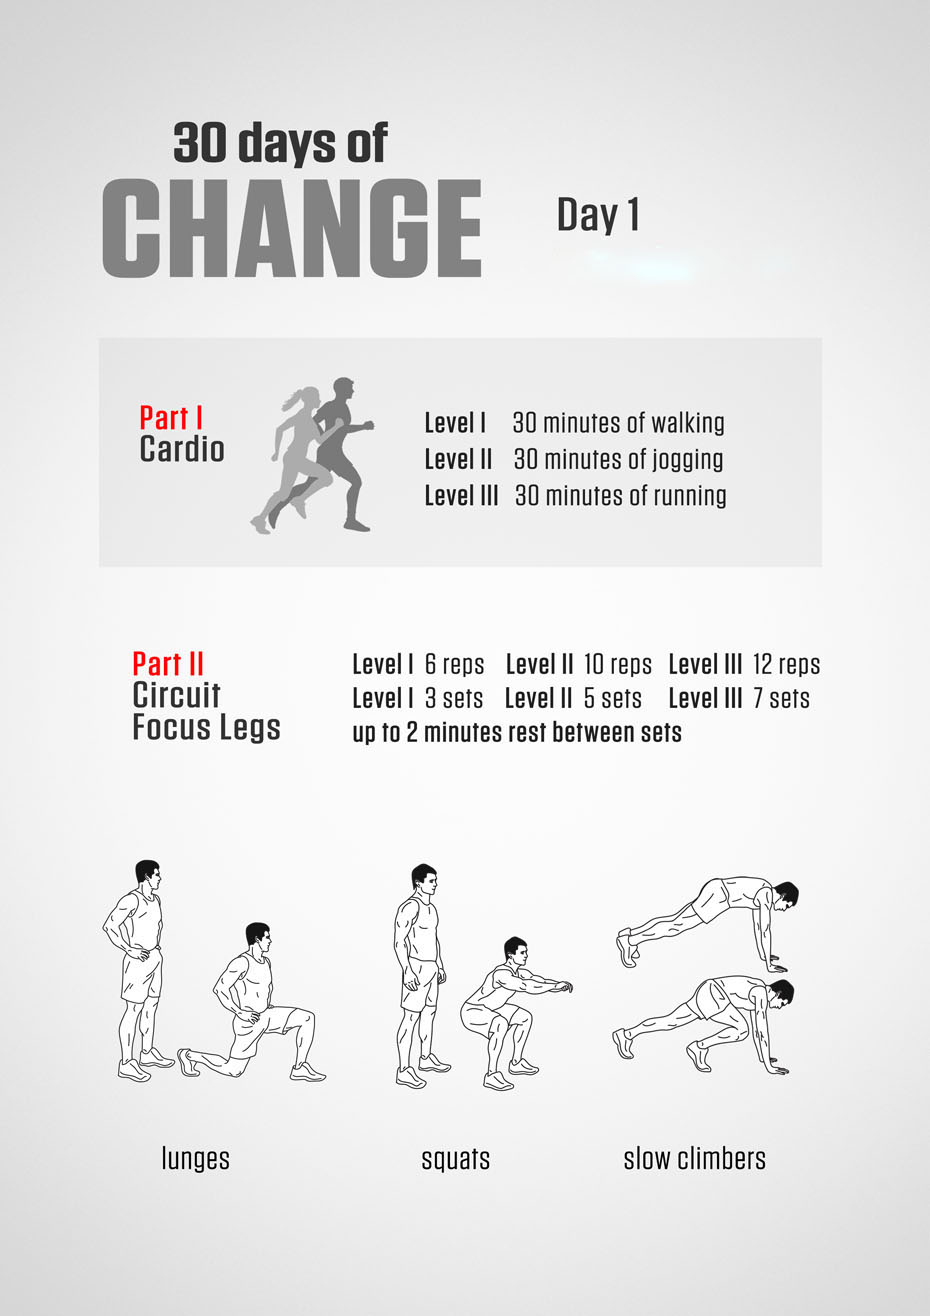 30 days of
CHANGE
Day 1
Part I
Cardio
Level I 30 minutes of walking
Level II 30 minutes of jogging
Level III 30 minutes of running
Part II
Circuit
Focus Legs
Level I 6 reps Level II 10 reps Level III 12 reps
Level I 3 sets Level II 5 sets Level III 7 sets
up to 2 minutes rest between sets
lunges
squats
slow climbers